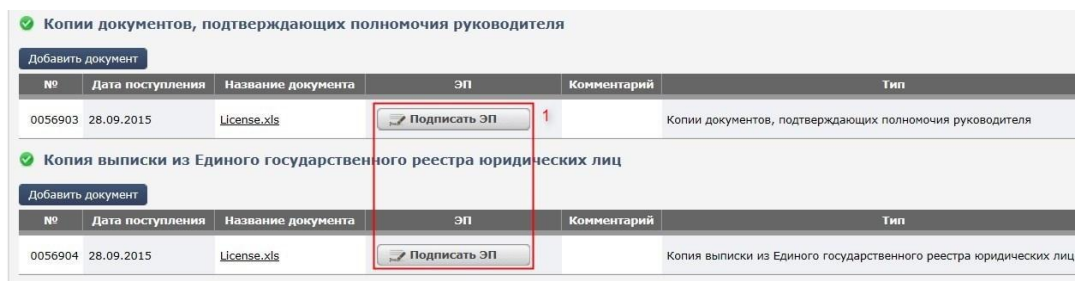 Копии документов, подтверждающих полномочия руководителя
Добавить документ
№ Дата поступления Название документа ЭП Комментарий Тип
0056903 28.09.2015 License.xls Подписать ЭП 1 Копии документов, подтверждающих полномочия руководителя
Копия выписки из Единого государственного реестра юридических лиц
Добавить документ
№ Дата поступления Название документа ЭП Комментарий Тип
0056904 28.09.2015 License.xls Подписать ЭП Копия выписки из Единого государственного реестра юридических лиц